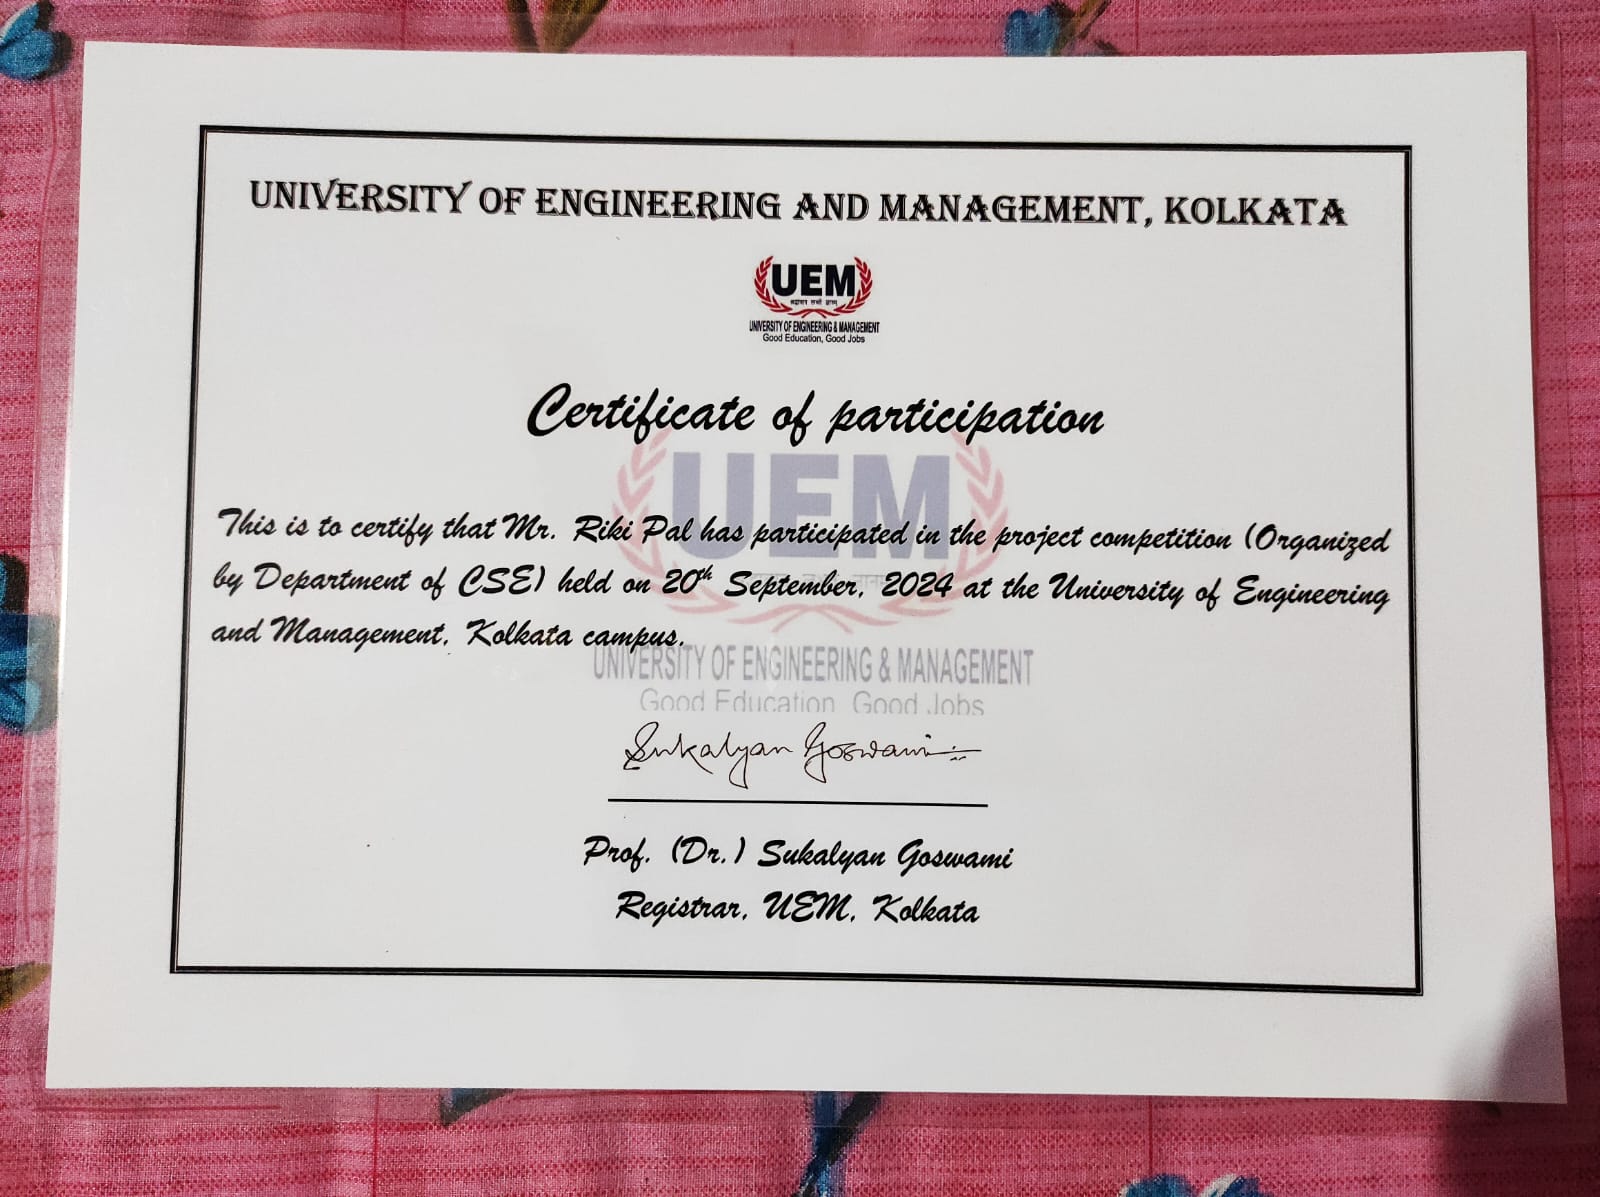 UNIVERSITY OF ENGINEERING AND MANAGEMENT, KOLKATA
UEM
UNIVERSITY OF ENGINEERING & MANAGEMENT
Good Education, Good Jobs
Certificate of participation
UEM
This is to certify that Mr. Riki Pal has participated in the project competition (Organized
by Department of CSE) held on 20th September, 2024 at the University of Engineering
and Management, Kolkata campus.
UNIVERSITY OF ENGINEERING & MANAGEMENT
Good Education, Good Jobs
Sukalyan Goswami
Prof. (Dr.) Sukalyan Goswami
Registrar, UEM, Kolkata